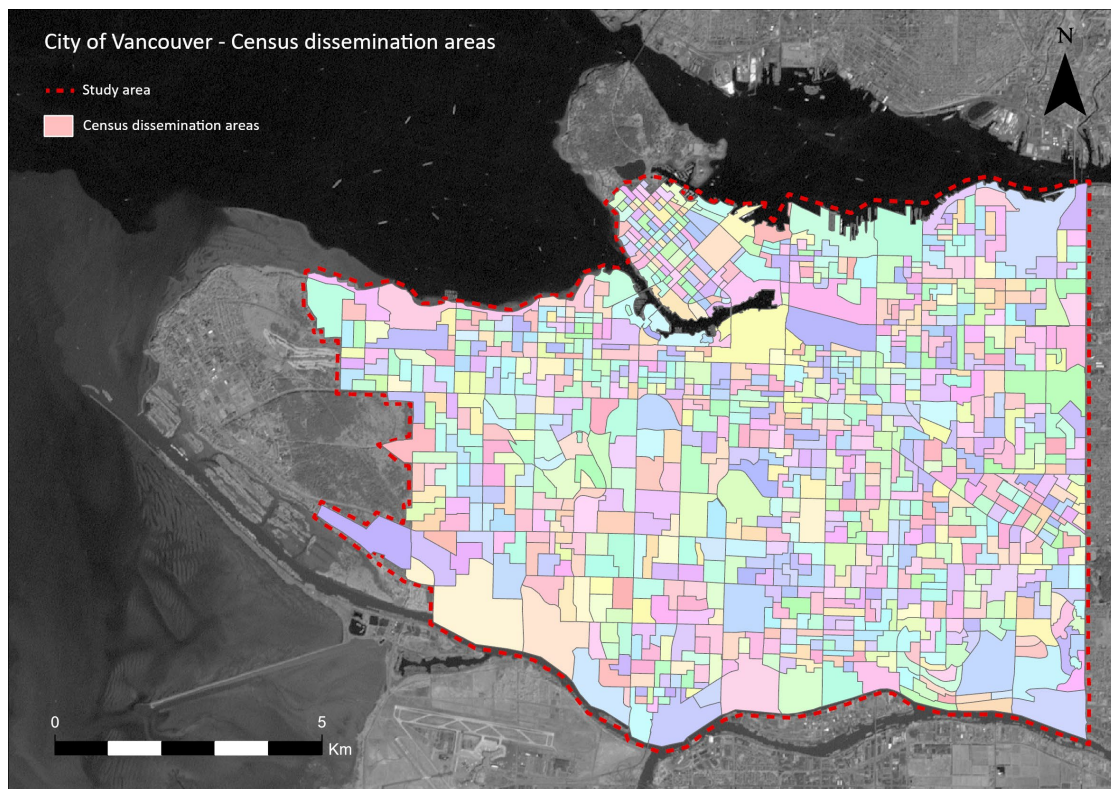 City of Vancouver - Census dissemination areas
N
Study area
Census dissemination areas
0 5
Km